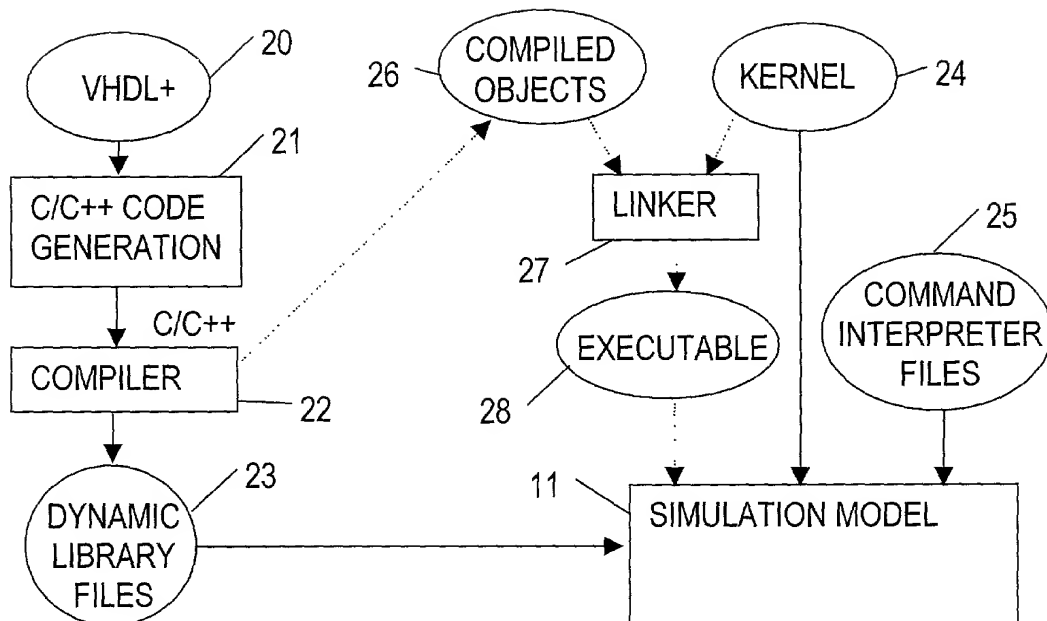 20
VHDL+
21
C/C++ CODE
GENERATION
C/C++
COMPILER
22
23
DYNAMIC
LIBRARY
FILES
26
COMPILED
OBJECTS
KERNEL
24
LINKER
27
25
COMMAND
INTERPRETER
FILES
EXECUTABLE
28
11
SIMULATION MODEL